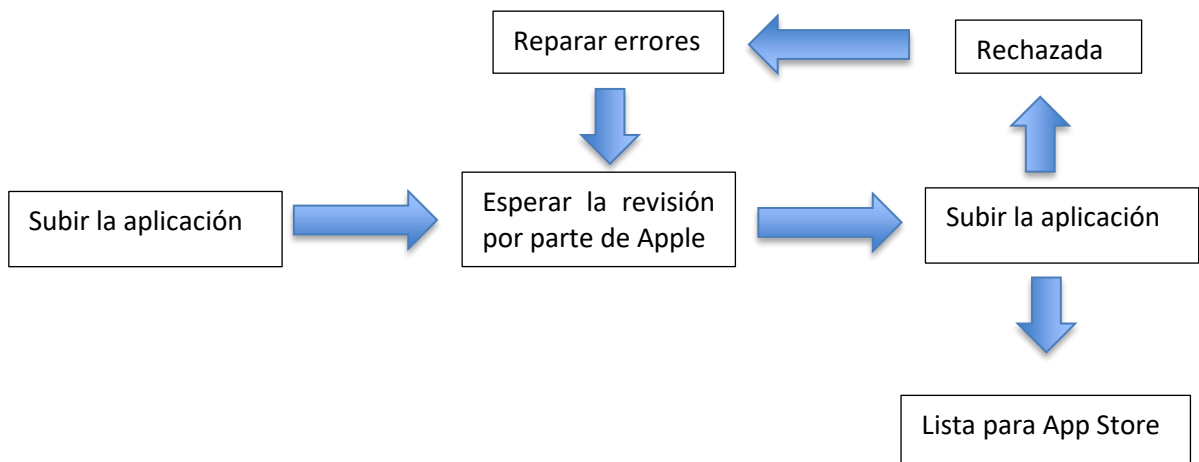 Reparar errores
Rechazada
Subir la aplicación
Esperar la revisión
por parte de Apple
Subir la aplicación
Lista para App Store